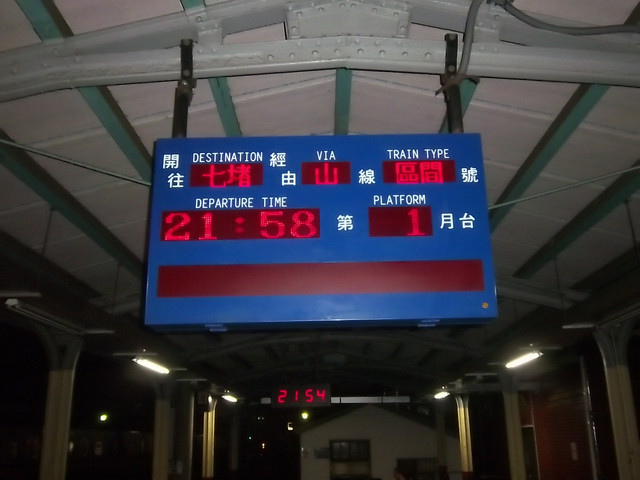 開 DESTINATION 經 VIA TRAIN TYPE
往 七堵 由 山 線 區間 號
DEPARTURE TIME PLATFORM
21:58 第 1 月台
2154